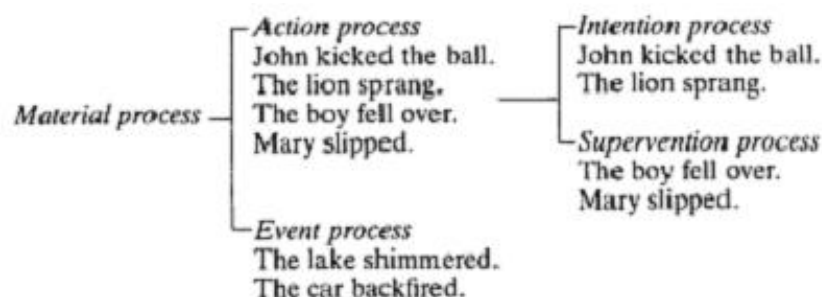 Action process
John kicked the ball.
The lion sprang.
The boy fell over.
Mary slipped.
Material process
Event process
The lake shimmered.
The car backfired.
Intention process
John kicked the ball.
The lion sprang.
Supervention process
The boy fell over.
Mary slipped.